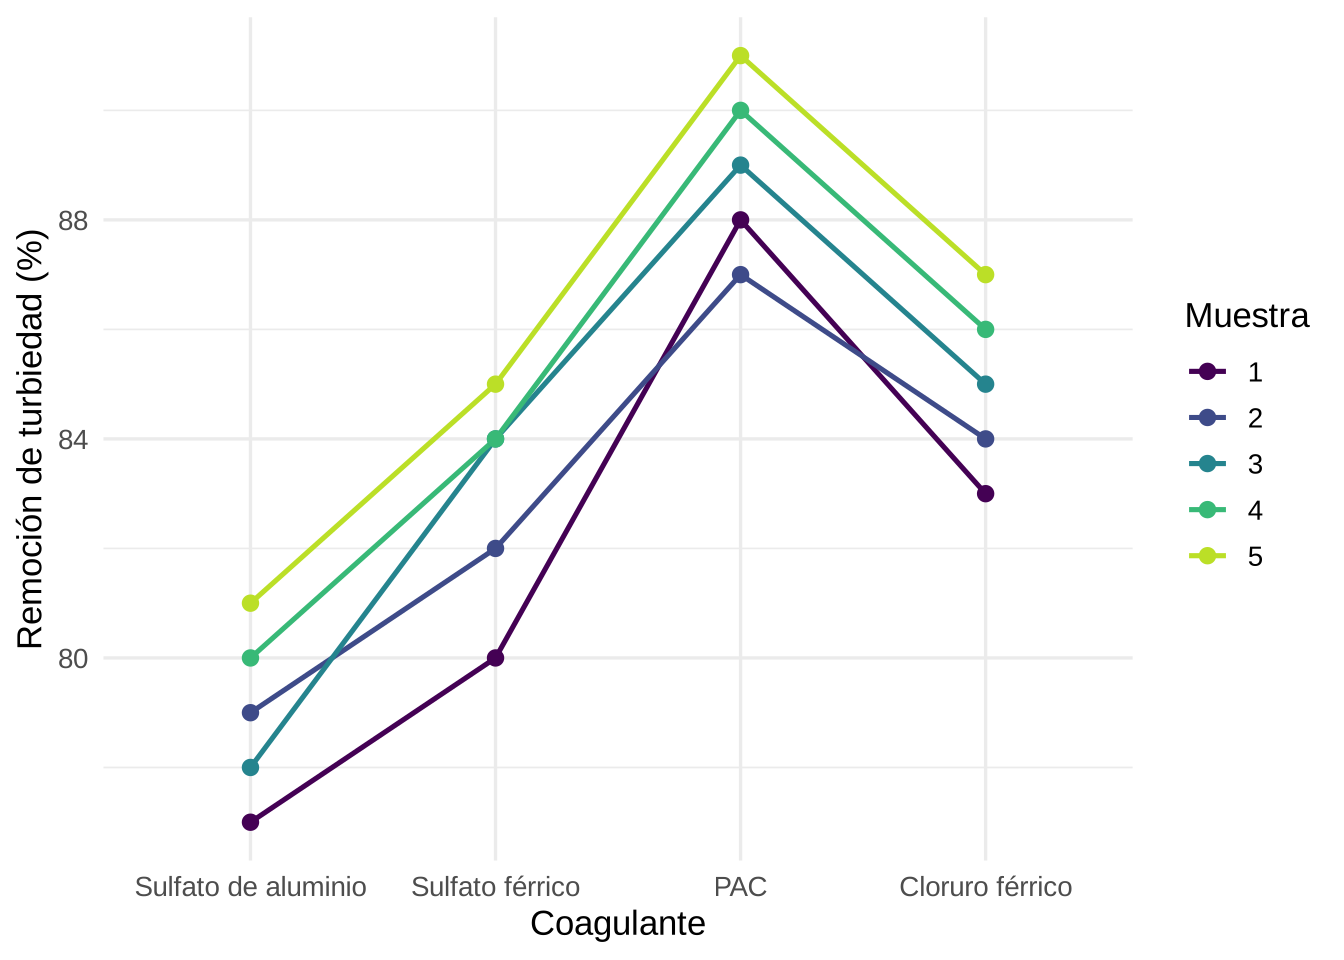 Remoción de turbiedad (%)
88
84
80
Sulfato de aluminio
Sulfato férrico
PAC
Cloruro férrico
Coagulante
Muestra
1
2
3
4
5